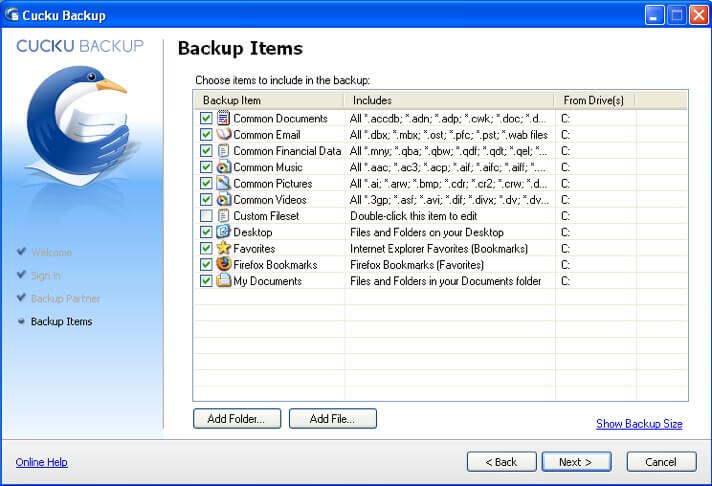 Cucku Backup
CUCKU BACKUP
Welcome
Sign in
Backup Partner
Backup Items
Backup Items
Choose items to include in the backup:
Backup Item Includes From Drive(s)
Common Documents All *.accdb; *.adn; *.adp; *.cwk; *.doc; *.d... C:
Common Email All *.dbx; *.mbx; *.ost; *.pfc; *.pst; *.wab files C:
Common Financial Data All *.mny; *.qba; *.qbw; *.qdf; *.qdt; *.qel; *... C:
Common Music All *.aac; *.ac3; *.acp; *.aif; *.aifc; *.aiff; .... C:
Common Pictures All *.ai; *.arw; *.bmp; *.cdr; *.cr2; *.crw; *.d... C:
Common Videos All *.3gp; *.asf; *.avi; *.dif; *.divx; *.dv; *.dv... C:
Custom Fileset Double-click this item to edit C:
Desktop Files and Folders on your Desktop C:
Favorites Internet Explorer Favorites (Bookmarks) C:
Firefox Bookmarks Firefox Bookmarks (Favorites) C:
My Documents Files and Folders in your Documents folder C:
Add Folder... Add File... Show Backup Size
Online Help < Back Next > Cancel